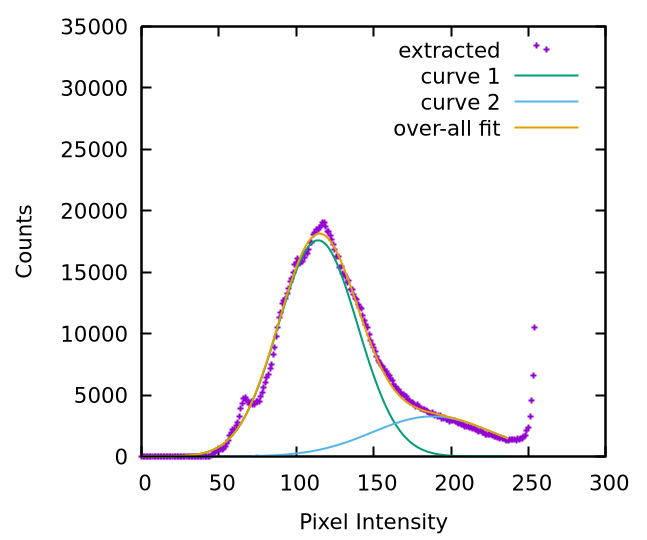 35000
30000
25000
20000
15000
10000
5000
0
Counts
extracted
curve 1
curve 2
over-all fit
0 50 100 150 200 250 300
Pixel Intensity